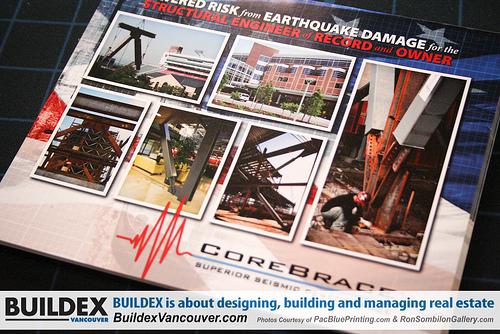 RISK from EARTHQUAKE DAMAGE for the
STRUCTURAL ENGINEER of RECORD and OWNER
SUPERIOR SEISMIC
BUILDEX
VANCOUVER
BUILDEX is about designing, building and managing real estate
BuildexVancouver.com
Photos Courtesy of PacBluePrinting.com & RonSombilonGallery.com